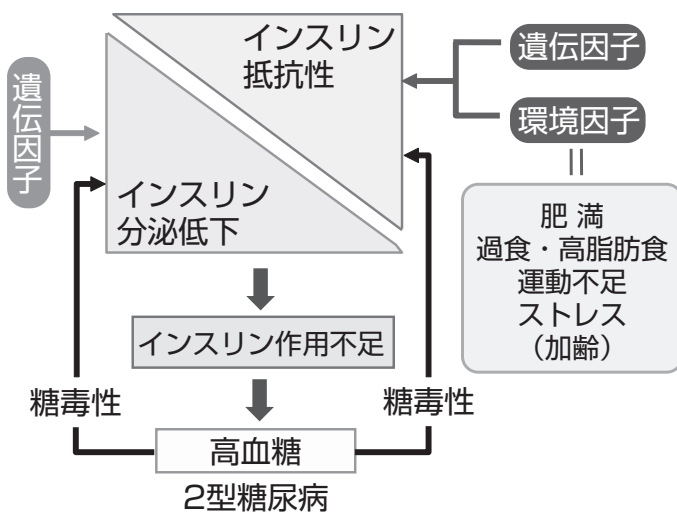 インスリン
抵抗性
遺伝因子
遺伝因子
環境因子
インスリン
分泌低下
肥 満
過食・高脂肪食
運動不足
ストレス
（加齢）
インスリン作用不足
糖毒性
糖毒性
高血糖
2型糖尿病